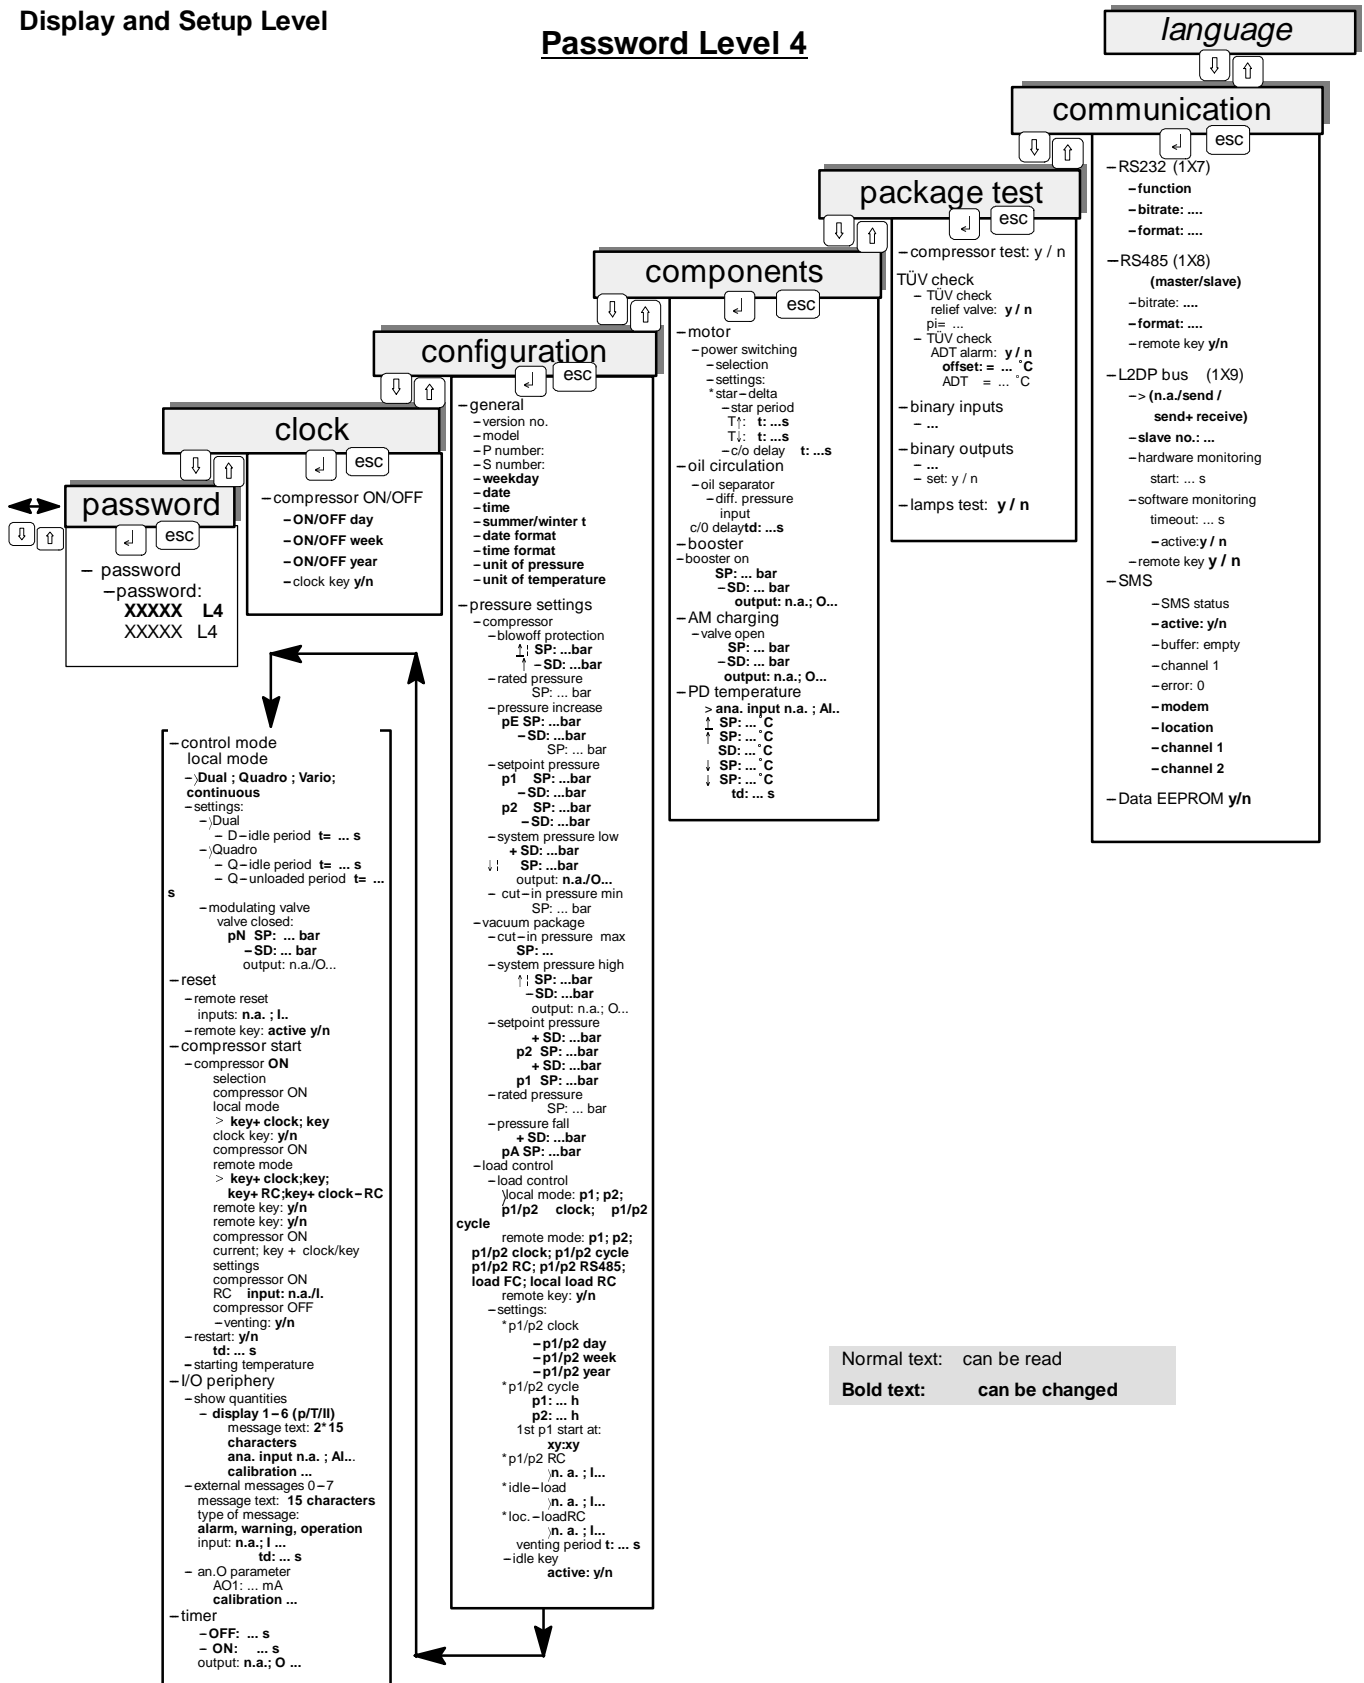 Display and Setup Level
Password Level 4
language
communication
esc
– RS232 (1X7)
– function
– bitrate: ....
– format: ....
– RS485 (1X8)
(master/slave)
– bitrate: ....
– format: ....
– remote key y/n
– L2DP bus (1X9)
–> (n.a./send /
send+ receive)
– slave no.: ...
– hardware monitoring
start: ... s
– software monitoring
timeout: ... s
– active:y / n
– remote key y / n
– SMS
– SMS status
– active: y/n
– buffer: empty
– channel 1
– error: 0
– modem
– location
– channel 1
– channel 2
– Data EEPROM y/n
package test
esc
– compressor test: y / n
TÜV check
– TÜV check
relief valve: y / n
pi= ...
– TÜV check
ADT alarm: y / n
offset: = ... °C
ADT = ... °C
– binary inputs
– ...
– binary outputs
– ...
– set: y / n
– lamps test: y / n
components
esc
– motor
– power switching
– selection
– settings:
* star – delta
– star period
T↑: t: ...s
T↓: t: ...s
– c/o delay t: ...s
– oil circulation
– oil separator
– diff. pressure
input
c/0 delaytd: ...s
– booster
– booster on
SP: ... bar
– SD: ... bar
output: n.a.; O...
– AM charging
– valve open
SP: ... bar
– SD: ... bar
output: n.a.; O...
– PD temperature
> ana. input n.a. ; AI..
↑ SP: ... °C
↑ SP: ... °C
SD: ... °C
↓ SP: ... °C
↓ SP: ... °C
td: ... s
configuration
esc
– general
– version no.
– model
– P number:
– S number:
– weekday
– date
– time
– summer/winter t
– date format
– time format
– unit of pressure
– unit of temperature
– pressure settings
– compressor
– blowoff protection
↑¦ SP: ...bar
↑ – SD: ...bar
– rated pressure
SP: ... bar
– pressure increase
pE SP: ...bar
– SD: ...bar
SP: ... bar
– setpoint pressure
p1 SP: ...bar
– SD: ...bar
p2 SP: ...bar
– SD: ...bar
– system pressure low
+ SD: ...bar
↓¦ SP: ...bar
output: n.a./O...
– cut – in pressure min
SP: ... bar
– vacuum package
– cut – in pressure max
SP: ...
– system pressure high
↑¦ SP: ...bar
– SD: ...bar
output: n.a.; O...
– setpoint pressure
+ SD: ...bar
p2 SP: ...bar
+ SD: ...bar
p1 SP: ...bar
– rated pressure
SP: ... bar
– pressure fall
+ SD: ...bar
pA SP: ...bar
– load control
– load control
⟩local mode: p1; p2;
p1/p2 clock; p1/p2
cycle
remote mode: p1; p2;
p1/p2 clock; p1/p2 cycle
p1/p2 RC; p1/p2 RS485;
load FC; local load RC
remote key: y/n
– settings:
* p1/p2 clock
– p1/p2 day
– p1/p2 week
– p1/p2 year
* p1/p2 cycle
p1: ... h
p2: ... h
1st p1 start at:
xy:xy
* p1/p2 RC
⟩n. a. ; I...
* idle – load
⟩n. a. ; I...
* loc. – loadRC
⟩n. a. ; I...
venting period t: ... s
– idle key
active: y/n
clock
esc
– compressor ON/OFF
– ON/OFF day
– ON/OFF week
– ON/OFF year
– clock key y/n
password
esc
– password
– password:
XXXXX L4
XXXXX L4
– control mode
local mode
– ⟩Dual ; Quadro ; Vario;
continuous
– settings:
– ⟩Dual
– D – idle period t= ... s
– ⟩Quadro
– Q – idle period t= ... s
– Q – unloaded period t= ...
s
– modulating valve
valve closed:
pN SP: ... bar
– SD: ... bar
output: n.a./O...
– reset
– remote reset
inputs: n.a. ; I..
– remote key: active y/n
– compressor start
– compressor ON
selection
compressor ON
local mode
> key+ clock; key
clock key: y/n
compressor ON
remote mode
> key+ clock;key;
key+ RC;key+ clock – RC
remote key: y/n
remote key: y/n
compressor ON
current; key + clock/key
settings
compressor ON
RC input: n.a./I.
compressor OFF
– venting: y/n
– restart: y/n
td: ... s
– starting temperature
– I/O periphery
– show quantities
– display 1 – 6 (p/T/II)
message text: 2* 15
characters
ana. input n.a. ; AI...
calibration ...
– external messages 0 – 7
message text: 15 characters
type of message:
alarm, warning, operation
input: n.a.; I ...
td: ... s
– an.O parameter
AO1: ... mA
calibration ...
– timer
– OFF: ... s
– ON: ... s
output: n.a.; O ...
Normal text: can be read
Bold text: can be changed